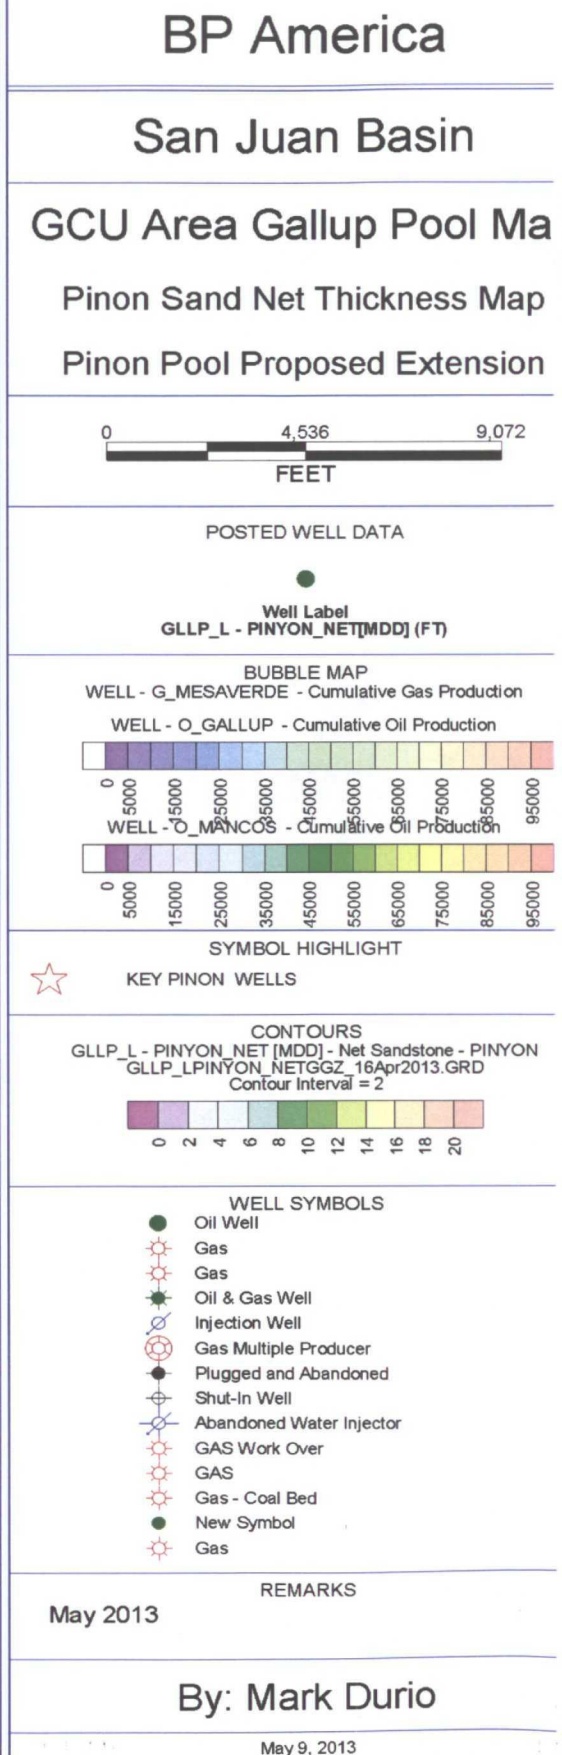 BP America
San Juan Basin
GCU Area Gallup Pool Ma
Pinon Sand Net Thickness Map
Pinon Pool Proposed Extension
0 4,536 9,072
FEET
POSTED WELL DATA
Well Label
GLLP_L - PINYON_NET[MDD] (FT)
BUBBLE MAP
WELL - G_MESAVERDE - Cumulative Gas Production
WELL - O_GALLUP - Cumulative Oil Production
0 5000 15000 25000 35000 45000 55000 65000 75000 85000 95000
WELL - O_MANCOS - Cumulative Oil Production
0 5000 15000 25000 35000 45000 55000 65000 75000 85000 95000
SYMBOL HIGHLIGHT
KEY PINON WELLS
CONTOURS
GLLP_L - PINYON_NET [MDD] - Net Sandstone - PINYON
GLLP_LPINYON_NETGGZ_16Apr2013.GRD
Contour Interval = 2
0 2 4 6 8 10 12 14 16 18 20
WELL SYMBOLS
Oil Well
Gas
Gas
Oil & Gas Well
Injection Well
Gas Multiple Producer
Plugged and Abandoned
Shut-In Well
Abandoned Water Injector
GAS Work Over
GAS
Gas - Coal Bed
New Symbol
Gas
REMARKS
May 2013
By: Mark Durio
May 9, 2013